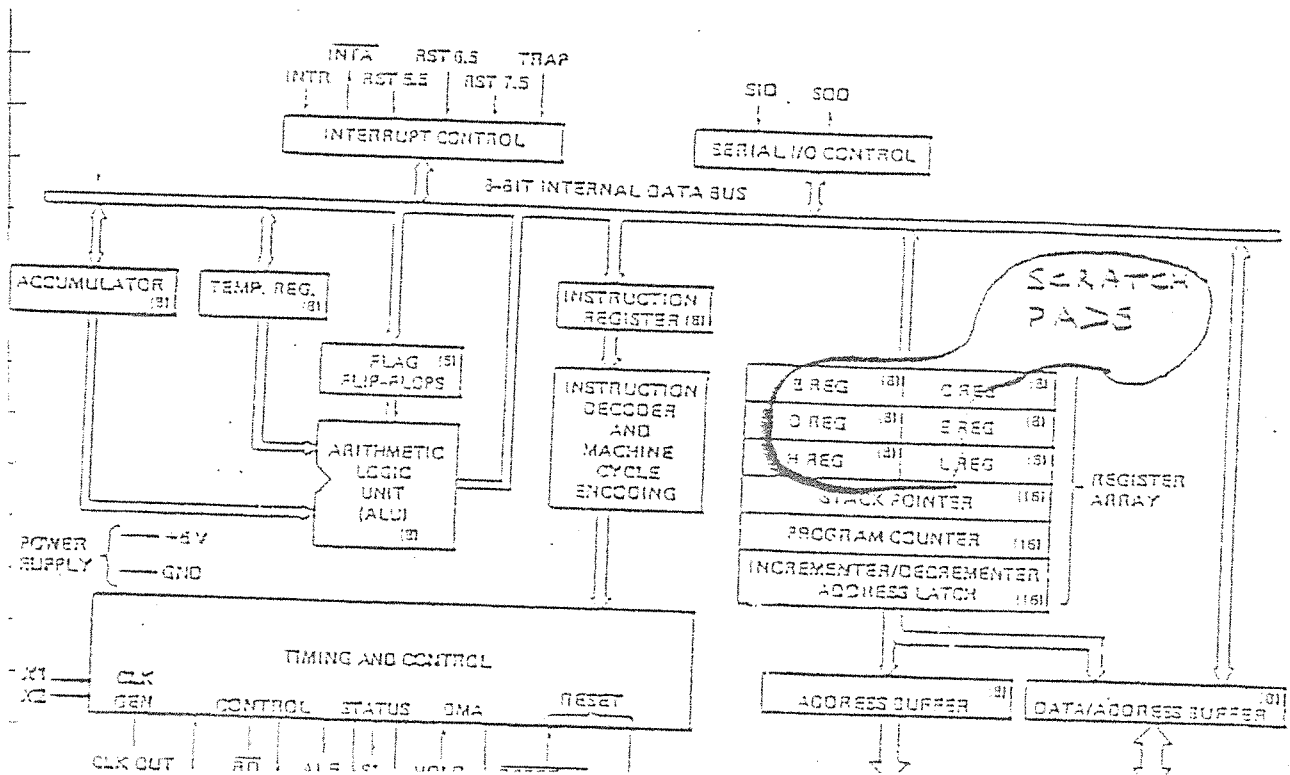 INTA RST 6.5 TRAP
INTR RST 5.5 RST 7.5
INTERRUPT CONTROL
SID SOD
SERIAL I/O CONTROL
8-BIT INTERNAL DATA BUS
ACCUMULATOR
(8)
TEMP. REG.
(8)
INSTRUCTION
REGISTER (8)
SCRATCH
PADS
FLAG (5)
FLIP-FLOPS
ARITHMETIC
LOGIC
UNIT
(ALU)
(8)
INSTRUCTION
DECODER
AND
MACHINE
CYCLE
ENCODING
B REG (8) C REG (8)
D REG (8) E REG (8)
H REG (8) L REG (8)
STACK POINTER (16)
PROGRAM COUNTER (16)
INCREMENTER/DECREMENTER
ADDRESS LATCH (16)
REGISTER
ARRAY
POWER
SUPPLY
+5V
GND
TIMING AND CONTROL
X1
X2
CLK
GEN
CONTROL STATUS DMA RESET
ADDRESS BUFFER (8)
DATA/ADDRESS BUFFER (8)
CLK OUT RD ALE